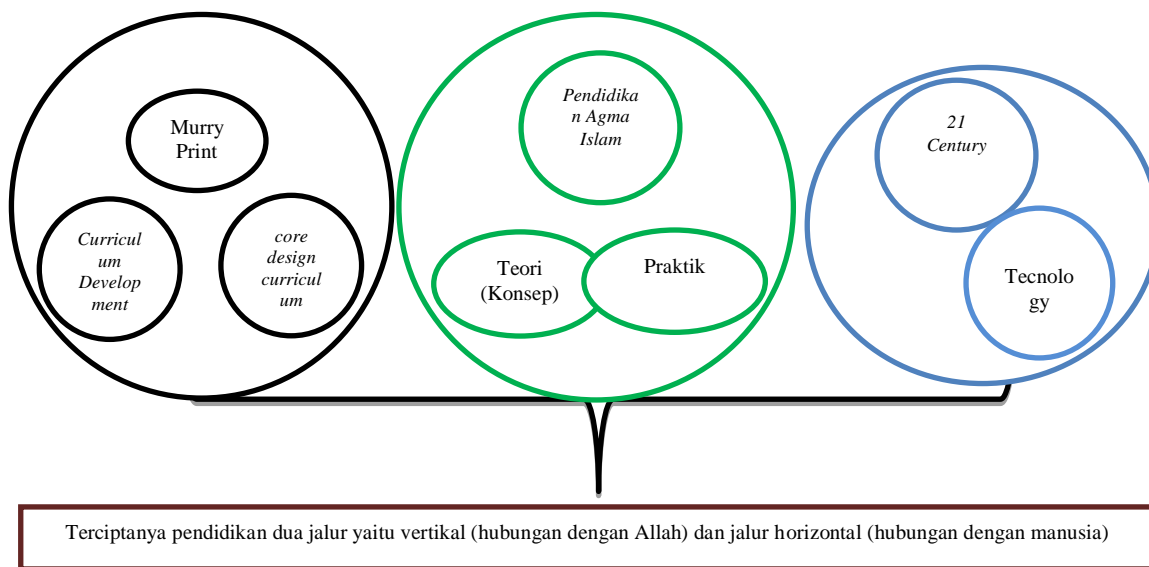 Murry
Print
Curricul
um
Develop
ment
core
design
curricul
um
Pendidika
n Agma
Islam
Teori
(Konsep)
Praktik
21
Century
Tecnolo
gy
Terciptanya pendidikan dua jalur yaitu vertikal (hubungan dengan Allah) dan jalur horizontal (hubungan dengan manusia)